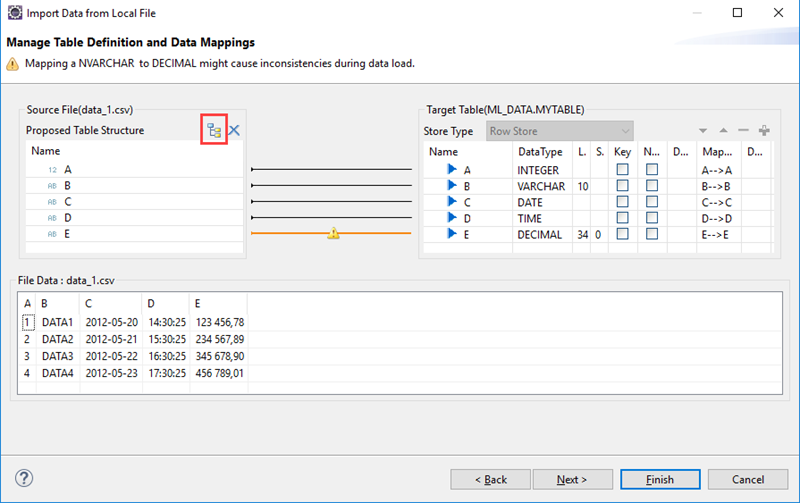 Import Data from Local File
Manage Table Definition and Data Mappings
Mapping a NVARCHAR to DECIMAL might cause inconsistencies during data load.
Source File(data_1.csv)
Proposed Table Structure
Name
12 A
AB B
AB C
AB D
AB E
Target Table(ML_DATA.MYTABLE)
Store Type Row Store
Name DataType L. S. Key N... D... Map... D...
A INTEGER A-->A
B VARCHAR 10 B-->B
C DATE C-->C
D TIME D-->D
E DECIMAL 34 0 E-->E
File Data : data_1.csv
A B C D E
1 DATA1 2012-05-20 14:30:25 123 456,78
2 DATA2 2012-05-21 15:30:25 234 567,89
3 DATA3 2012-05-22 16:30:25 345 678,90
4 DATA4 2012-05-23 17:30:25 456 789,01
? < Back Next > Finish Cancel